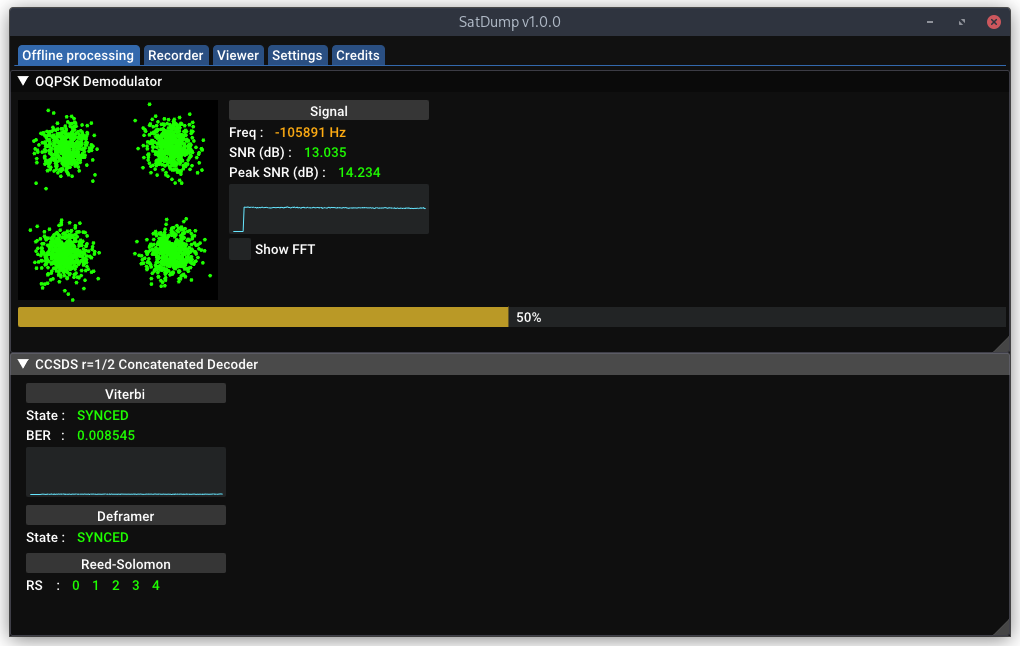 SatDump v1.0.0
Offline processing Recorder Viewer Settings Credits
OQPSK Demodulator
Signal
Freq : -105891 Hz
SNR (dB) : 13.035
Peak SNR (dB) : 14.234
Show FFT
50%
CCSDS r=1/2 Concatenated Decoder
Viterbi
State : SYNCED
BER : 0.008545
Deframer
State : SYNCED
Reed-Solomon
RS : 0 1 2 3 4